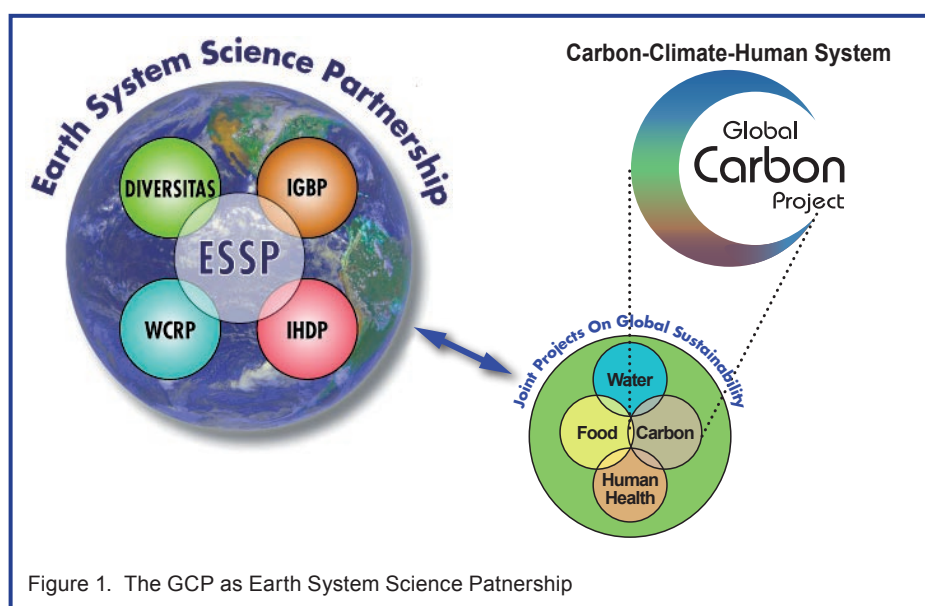 Earth System Science Partnership
DIVERSITAS
IGBP
ESSP
WCRP
IHDP
Carbon-Climate-Human System
Global
Carbon
Project
Joint Projects On Global Sustainability
Water
Food
Carbon
Human
Health
Figure 1. The GCP as Earth System Science Patnership